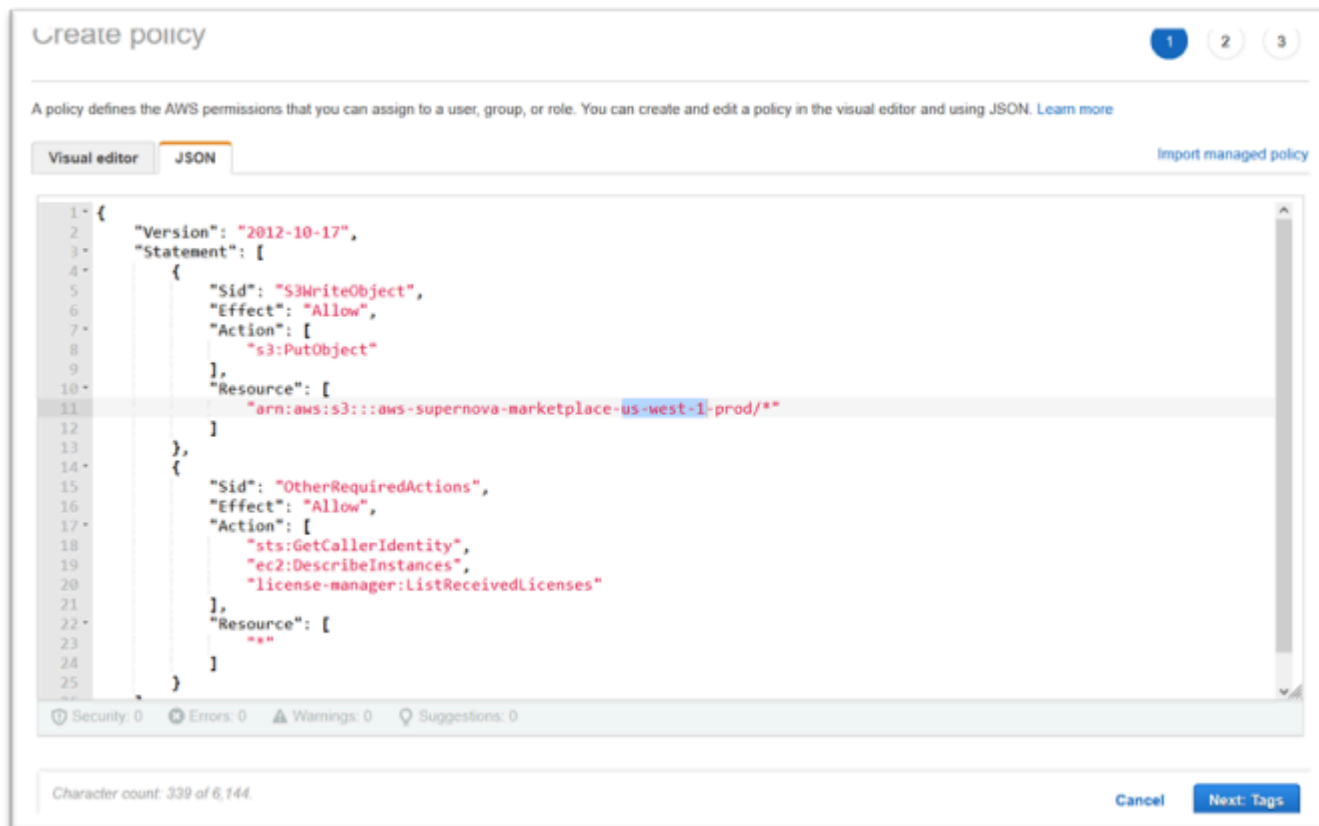 Create policy
1 2 3
A policy defines the AWS permissions that you can assign to a user, group, or role. You can create and edit a policy in the visual editor and using JSON. Learn more
Visual editor JSON Import managed policy
1 {
2 "Version": "2012-10-17",
3 "Statement": [
4 {
5 "Sid": "S3WriteObject",
6 "Effect": "Allow",
7 "Action": [
8 "s3:PutObject"
9 ],
10 "Resource": [
11 "arn:aws:s3:::aws-supernova-marketplace-us-west-1-prod/*"
12 ]
13 },
14 {
15 "Sid": "OtherRequiredActions",
16 "Effect": "Allow",
17 "Action": [
18 "sts:GetCallerIdentity",
19 "ec2:DescribeInstances",
20 "license-manager:ListReceivedLicenses"
21 ],
22 "Resource": [
23 "*"
24 ]
25 }
Security: 0 Errors: 0 Warnings: 0 Suggestions: 0
Character count: 339 of 6,144.
Cancel Next: Tags